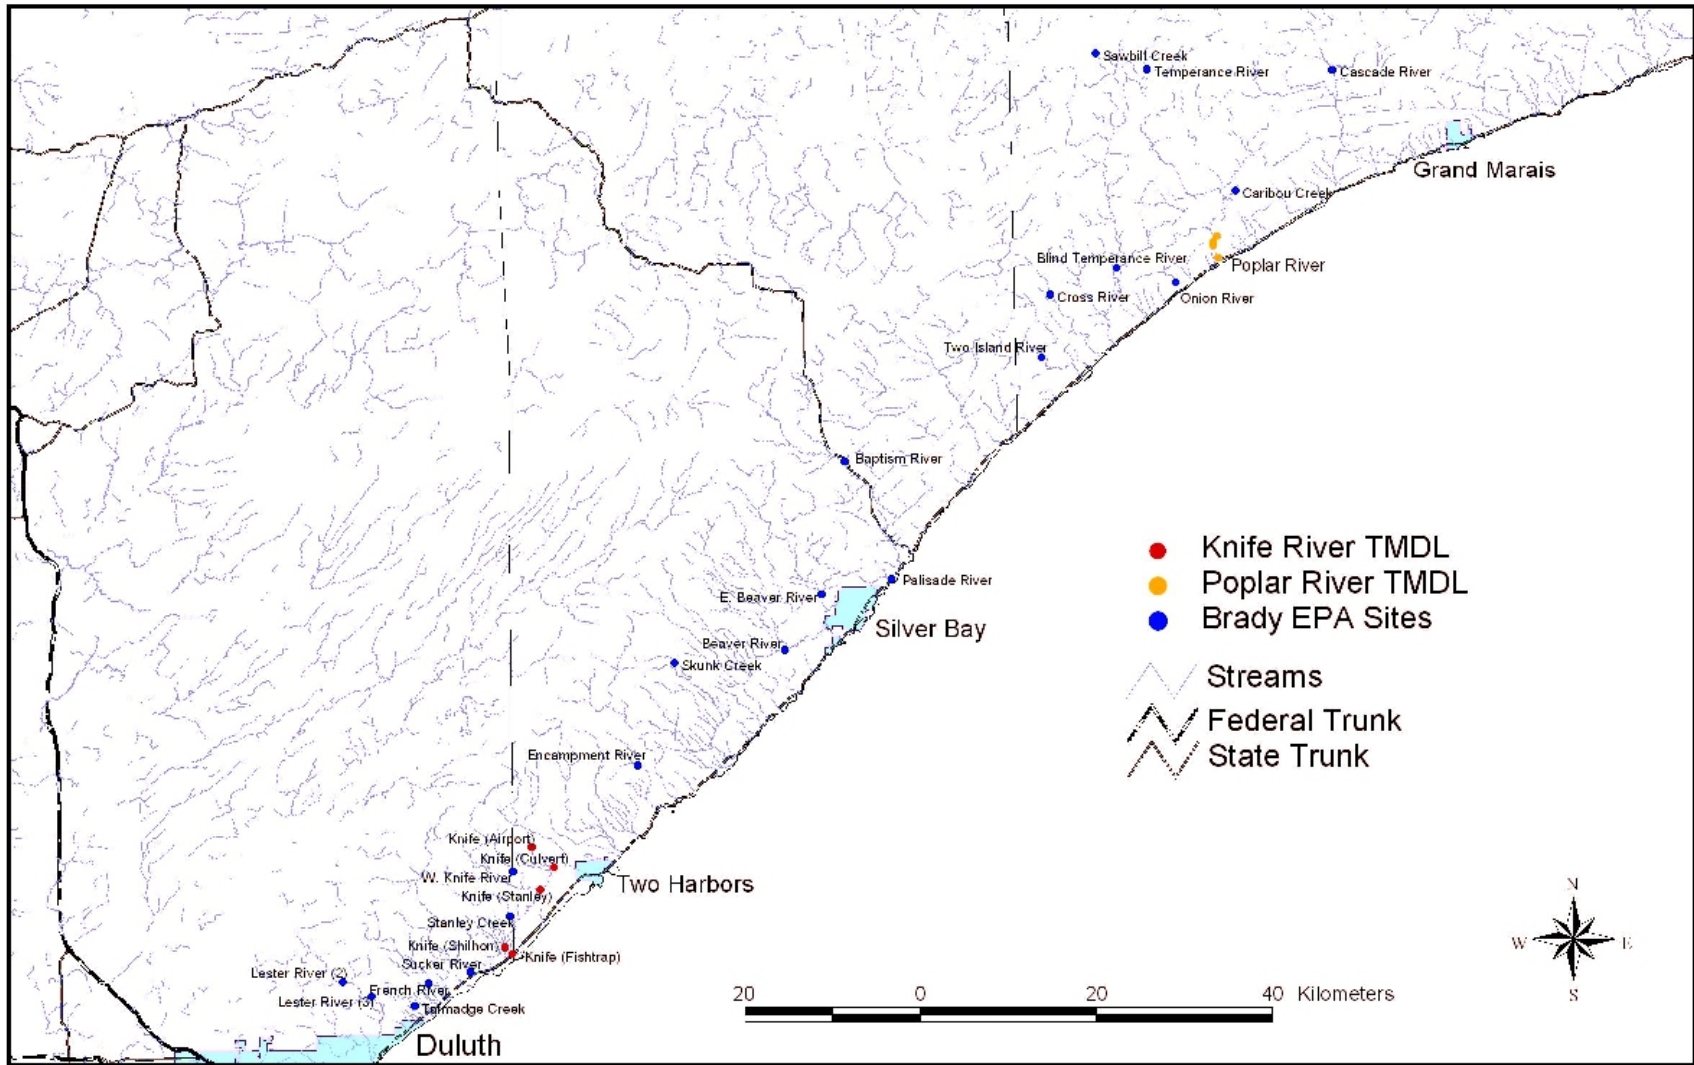 Sawbill Creek
Temperance River
Cascade River
Grand Marais
Caribou Creek
Blind Temperance River
Poplar River
Cross River
Onion River
Two Island River
Baptism River
Knife River TMDL
Poplar River TMDL
Brady EPA Sites
Streams
Federal Trunk
State Trunk
Palisade River
E. Beaver River
Silver Bay
Beaver River
Skunk Creek
Encampment River
Knife (Airport)
Knife (Culvert)
W. Knife River
Two Harbors
Knife (Stanley)
Stanley Creek
Knife (Shilhon)
Knife (Fishtrap)
Sucker River
Lester River (2)
French River
Lester River (3)
Talmadge Creek
Duluth
20 0 20 40 Kilometers
N
W E
S